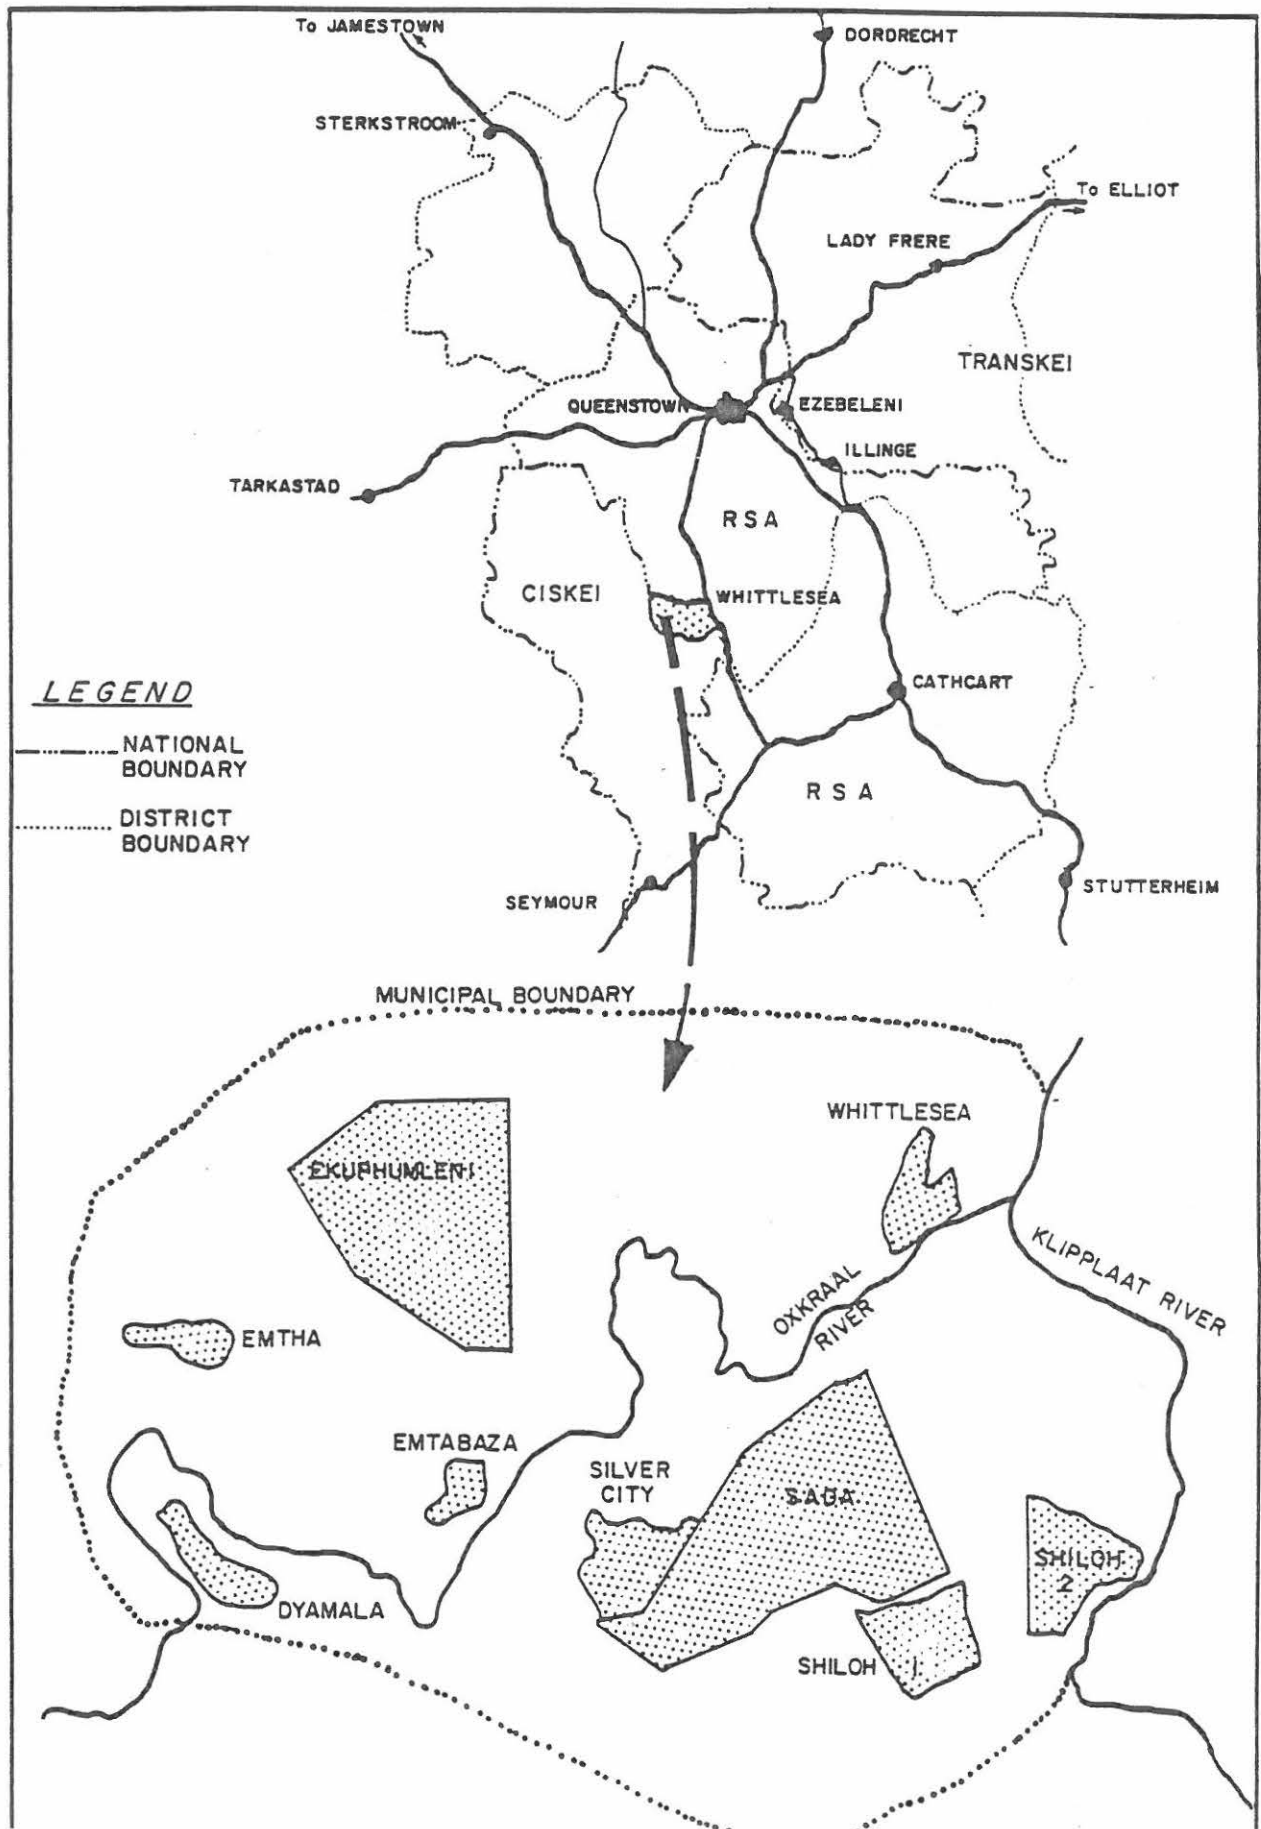 To JAMESTOWN
DORDRECHT
STERKSTROOM
To ELLIOT
LADY FRERE
TRANSKEI
QUEENSTOWN
EZEBELENI
ILLINGE
TARKASTAD
RSA
CISKEI
WHITTLESEA
CATHCART
LEGEND
NATIONAL
BOUNDARY
DISTRICT
BOUNDARY
RSA
SEYMOUR
STUTTERHEIM
MUNICIPAL BOUNDARY
WHITTLESEA
EKUPHUMLENI
KLIPPLAAT RIVER
OXKRAAL
RIVER
EMTHA
EMTABAZA
SILVER
CITY
SADA
SHILOH
2
DYAMALA
SHILOH 1